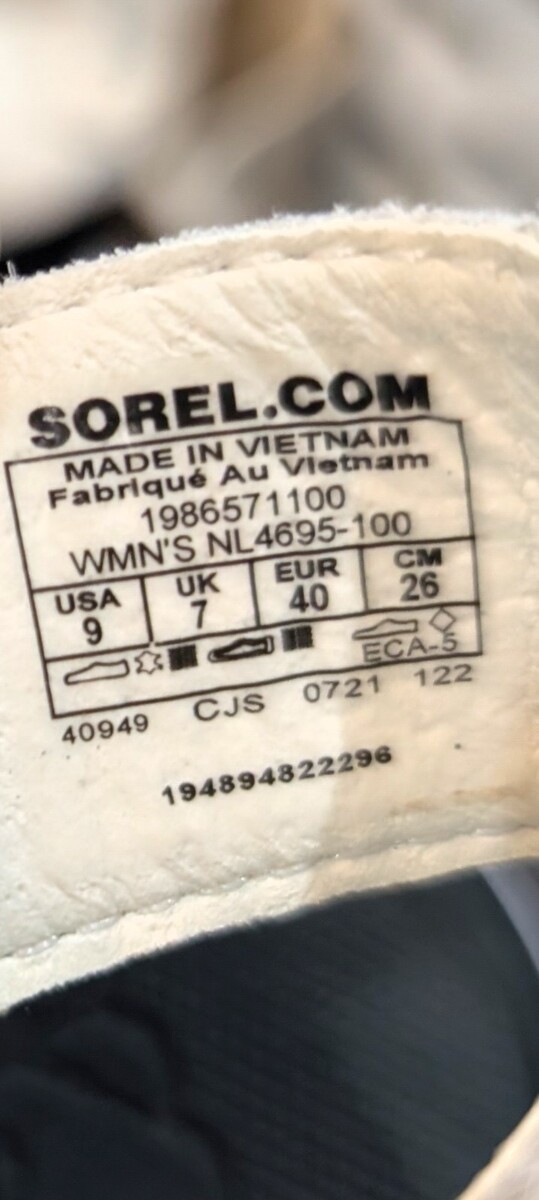 SOREL.COM
MADE IN VIETNAM
Fabriqué Au Vietnam
1986571100
WMN'S NL4695-100
USA UK EUR CM
9 7 40 26
ECA-5
40949 CJS 0721 122
194894822296